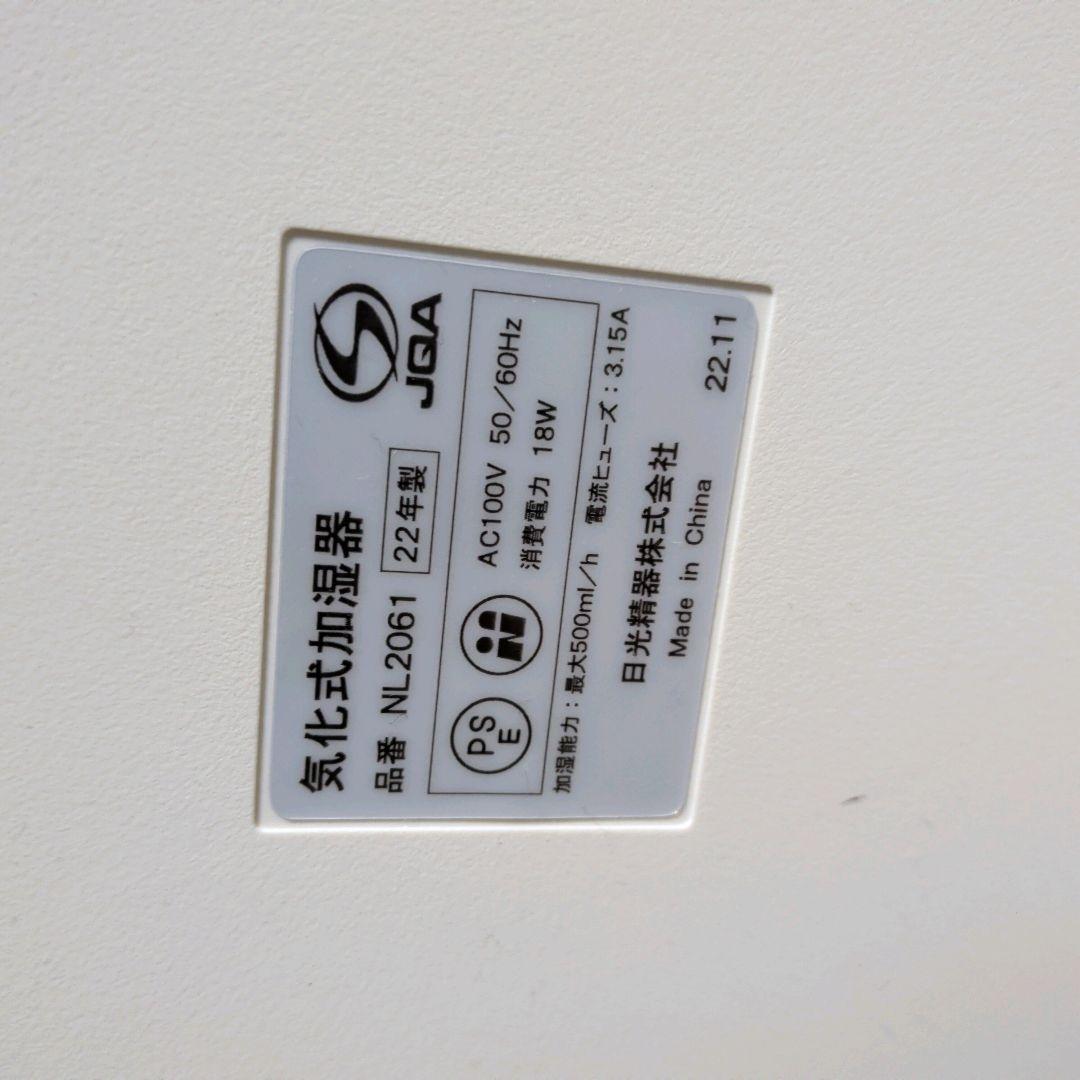 気化式加湿器
JQA
品番 NL2061 22年製
PS
E
AC100V 50/60Hz
消費電力 18W
加湿能力:最大500ml/h 電流ヒューズ:3.15A
日光精器株式会社
Made in China
22.11